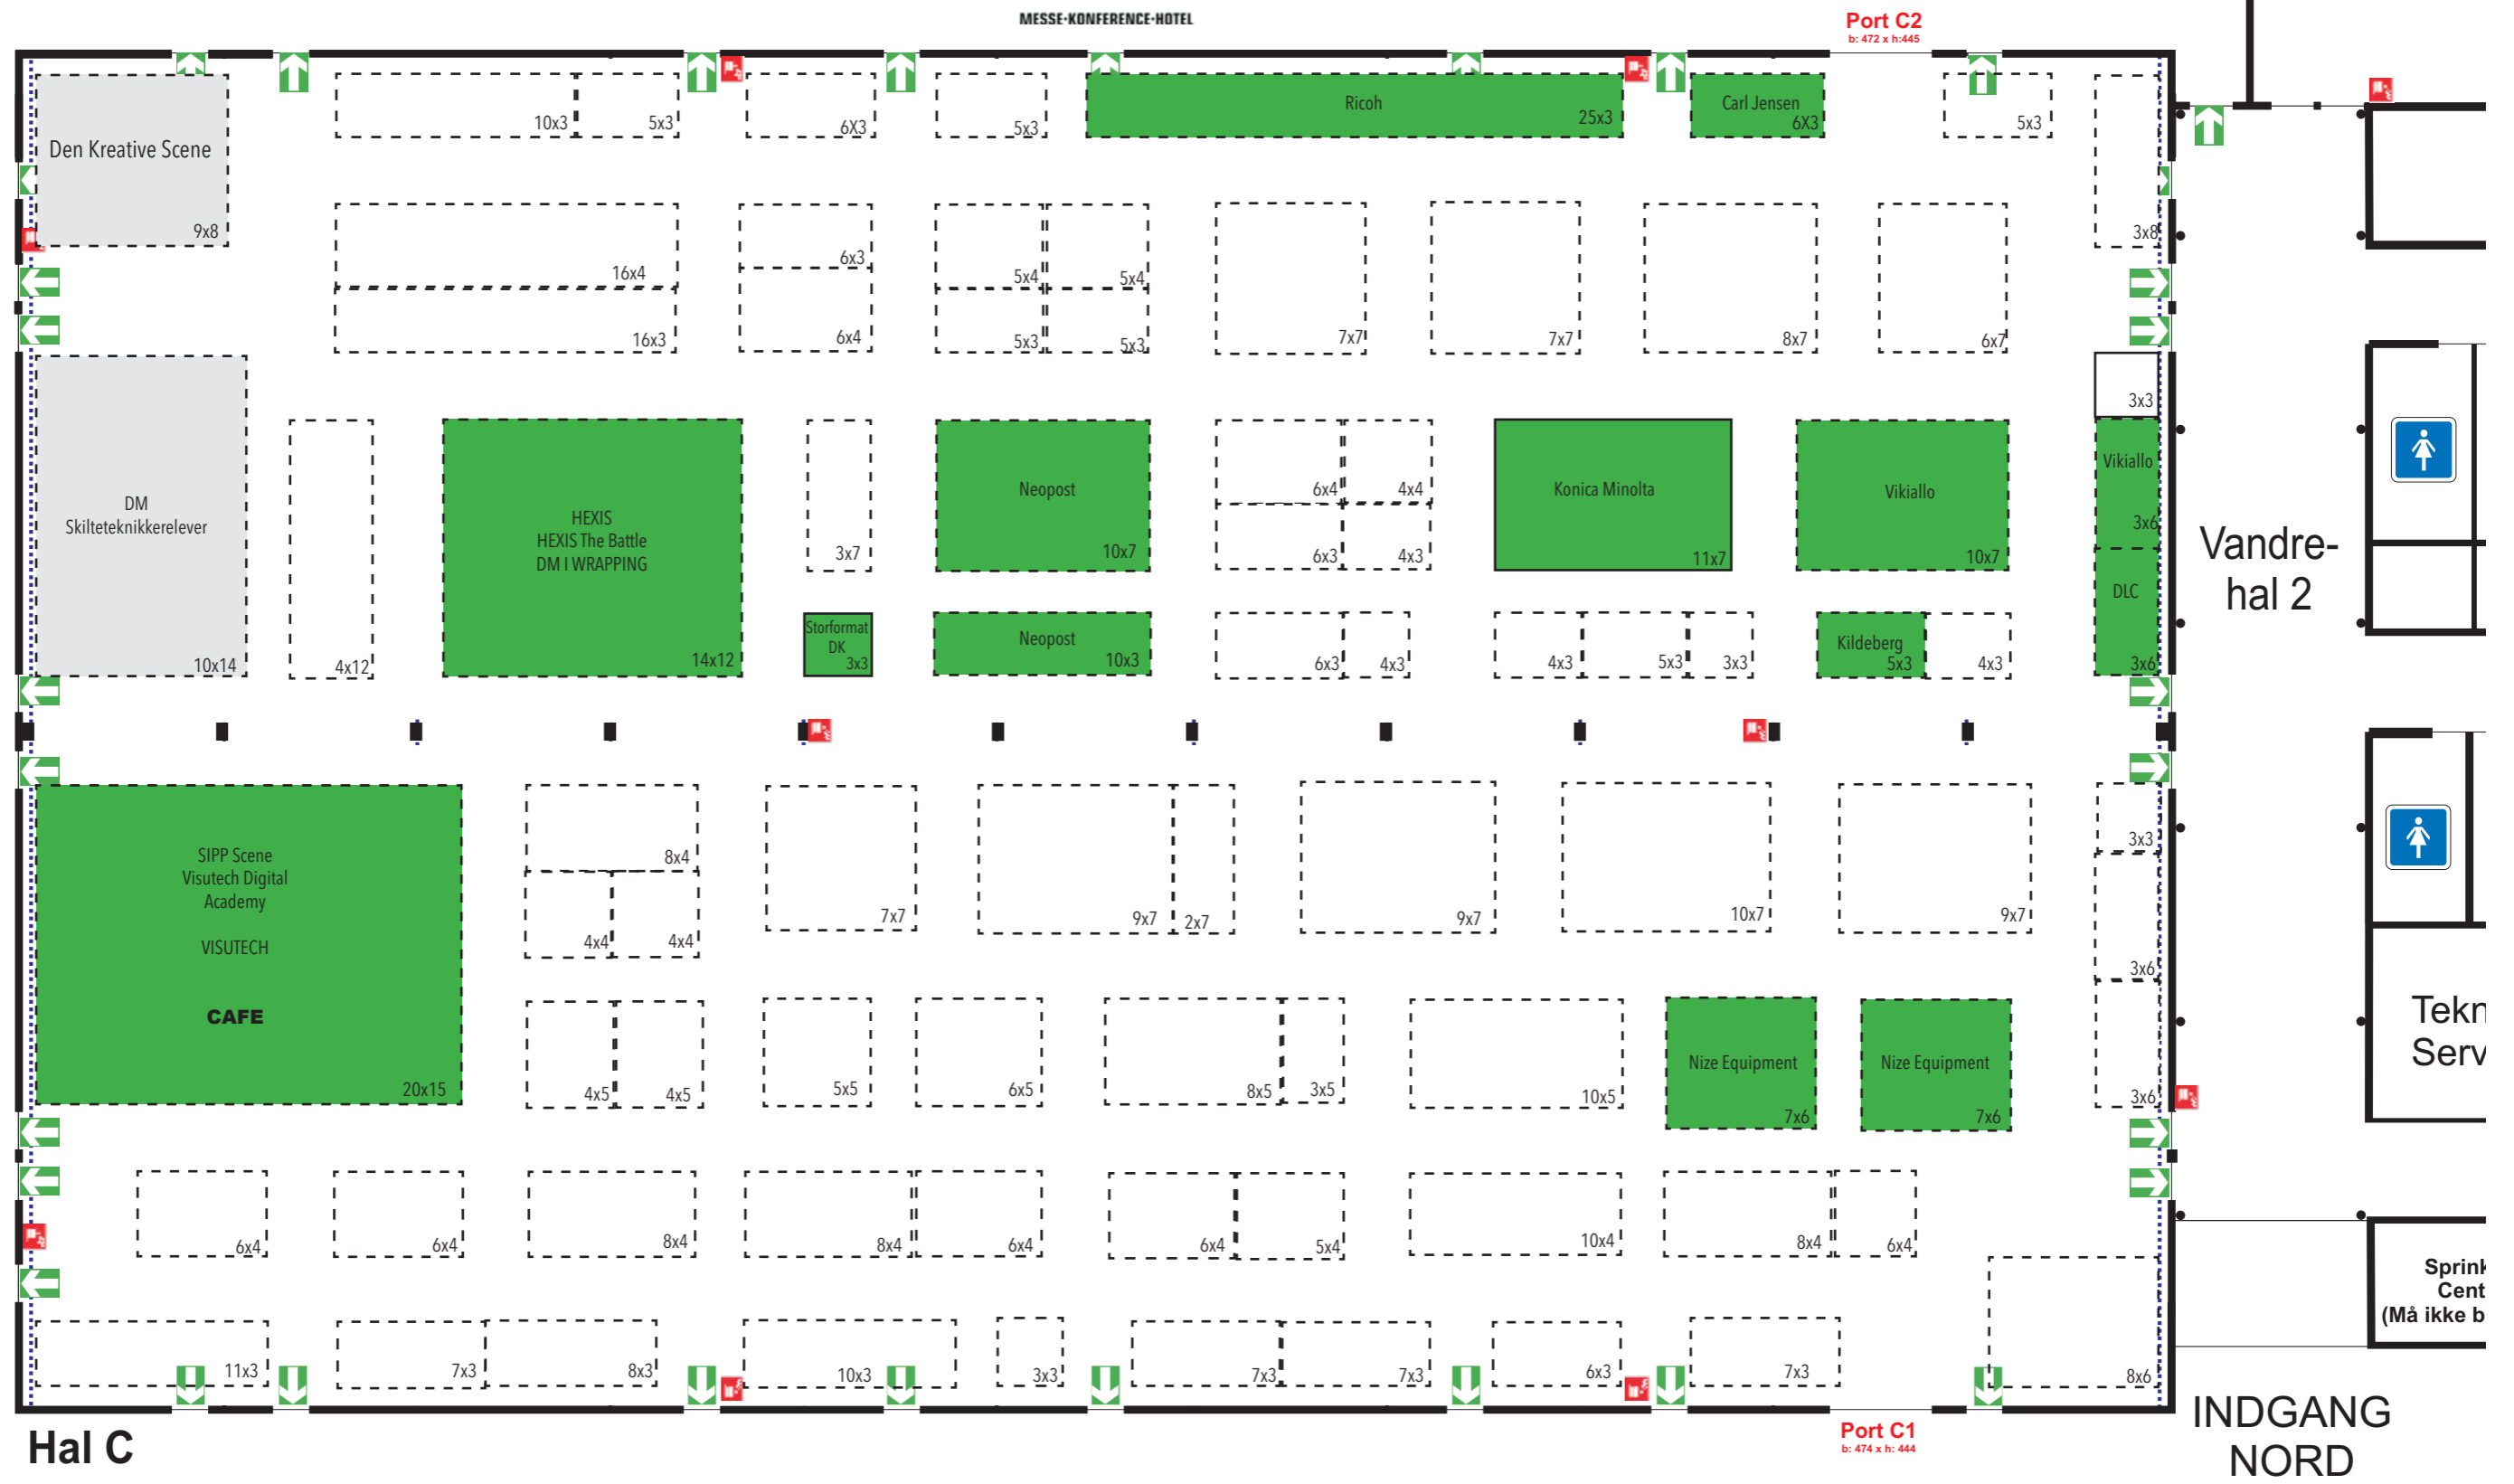 MESSE·KONFERENCE·HOTEL
Port C2
b: 472 x h:445
Den Kreative Scene
9x8
10x3
5x3
6X3
5x3
Ricoh
25x3
Carl Jensen
6X3
5x3
3x8
16x4
16x3
6x3
6x4
5x4
5x4
5x3
5x3
7x7
7x7
8x7
6x7
3x3
DM
Skilteteknikkerelever
10x14
4x12
HEXIS
HEXIS The Battle
DM I WRAPPING
14x12
3x7
Storformat
DK
3x3
Neopost
10x7
Neopost
10x3
6x4
4x4
6x3
4x3
6x3
4x3
Konica Minolta
11x7
4x3
5x3
3x3
Vikiallo
10x7
Kildeberg
5x3
4x3
Vikiallo
3x6
DLC
3x6
Vandre-
hal 2
SIPP Scene
Visutech Digital
Academy
VISUTECH
CAFE
20x15
8x4
4x4
4x4
7x7
9x7
2x7
9x7
10x7
9x7
3x3
3x6
3x6
4x5
4x5
5x5
6x5
8x5
3x5
10x5
Nize Equipment
7x6
Nize Equipment
7x6
Tekn
Serv
6x4
6x4
8x4
8x4
6x4
6x4
5x4
10x4
8x4
6x4
8x6
Sprink
Cent
(Må ikke b
11x3
7x3
8x3
10x3
3x3
7x3
7x3
6x3
7x3
Port C1
b: 474 x h: 444
Hal C
INDGANG
NORD